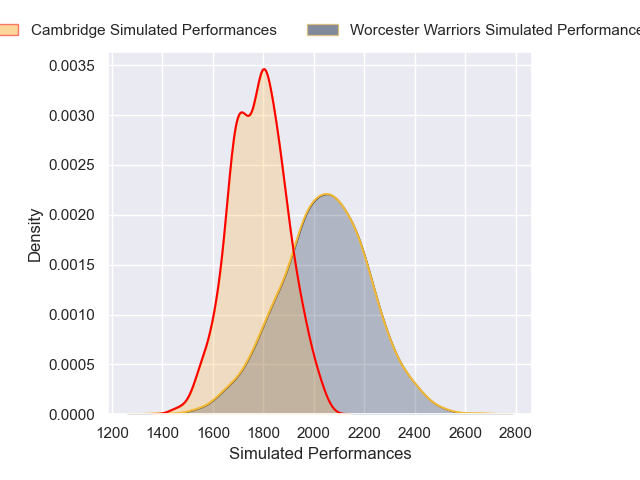 Cambridge Simulated Performances Worcester Warriors Simulated Performance
0.0035
0.0030
0.0025
0.0020
0.0015
0.0010
0.0005
0.0000
Density
1200 1400 1600 1800 2000 2200 2400 2600 2800
Simulated Performances